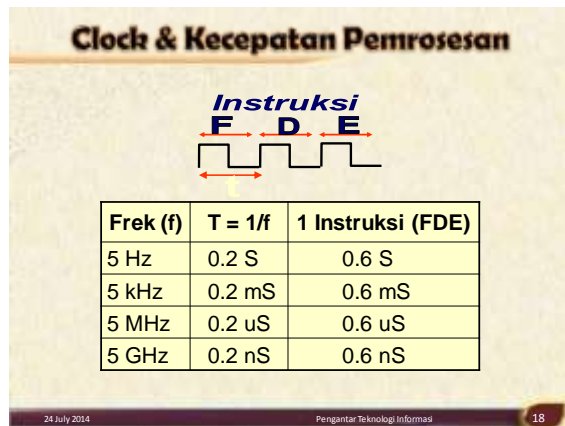 Clock & Kecepatan Pemrosesan
Instruksi
F D E
t
Frek (f) T = 1/f 1 Instruksi (FDE)
5 Hz 0.2 S 0.6 S
5 kHz 0.2 mS 0.6 mS
5 MHz 0.2 uS 0.6 uS
5 GHz 0.2 nS 0.6 nS
24 July 2014 Pengantar Teknologi Informasi 18